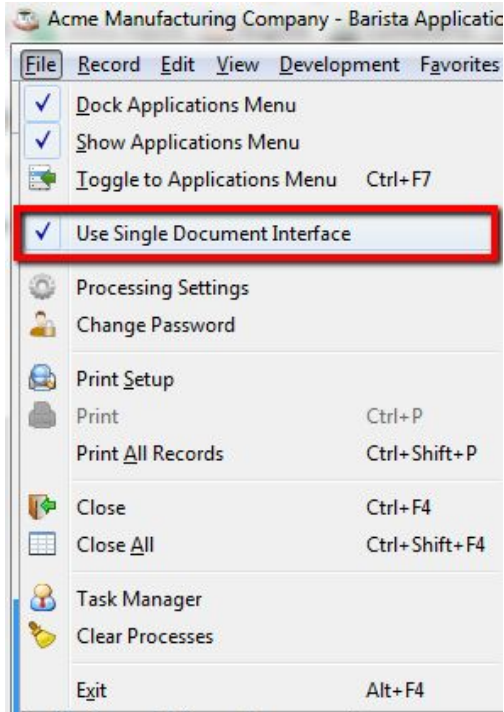 Acme Manufacturing Company - Barista Applicatio
File Record Edit View Development Favorites
Dock Applications Menu
Show Applications Menu
Toggle to Applications Menu Ctrl+F7
Use Single Document Interface
Processing Settings
Change Password
Print Setup
Print Ctrl+P
Print All Records Ctrl+Shift+P
Close Ctrl+F4
Close All Ctrl+Shift+F4
Task Manager
Clear Processes
Exit Alt+F4